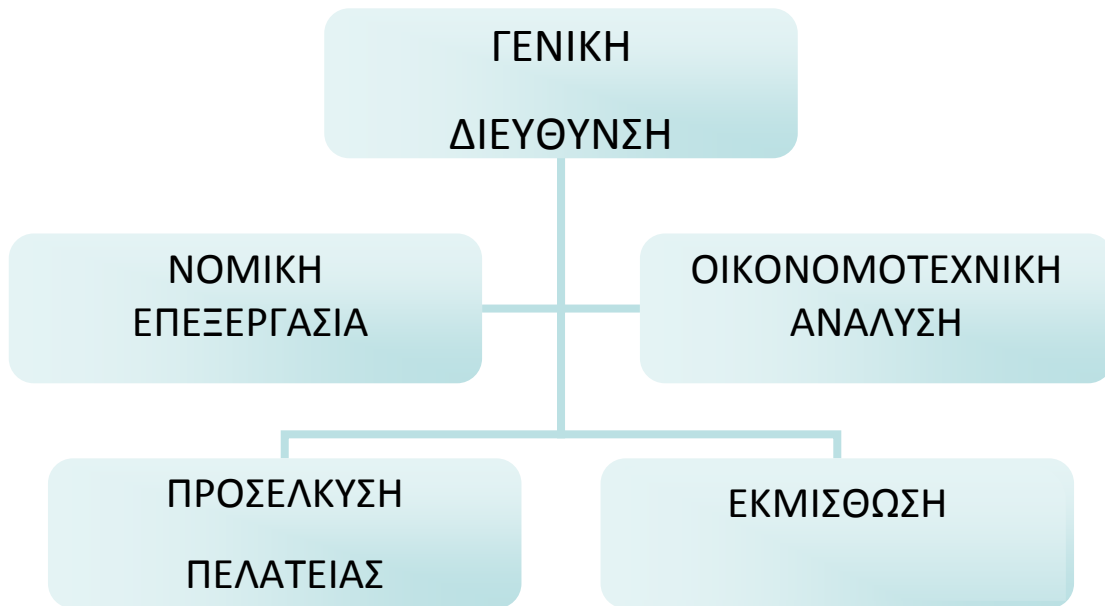 ΓΕΝΙΚΗ
ΔΙΕΥΘΥΝΣΗ
ΝΟΜΙΚΗ
ΕΠΕΞΕΡΓΑΣΙΑ
ΟΙΚΟΝΟΜΟΤΕΧΝΙΚΗ
ΑΝΑΛΥΣΗ
ΠΡΟΣΕΛΚΥΣΗ
ΠΕΛΑΤΕΙΑΣ
ΕΚΜΙΣΘΩΣΗ